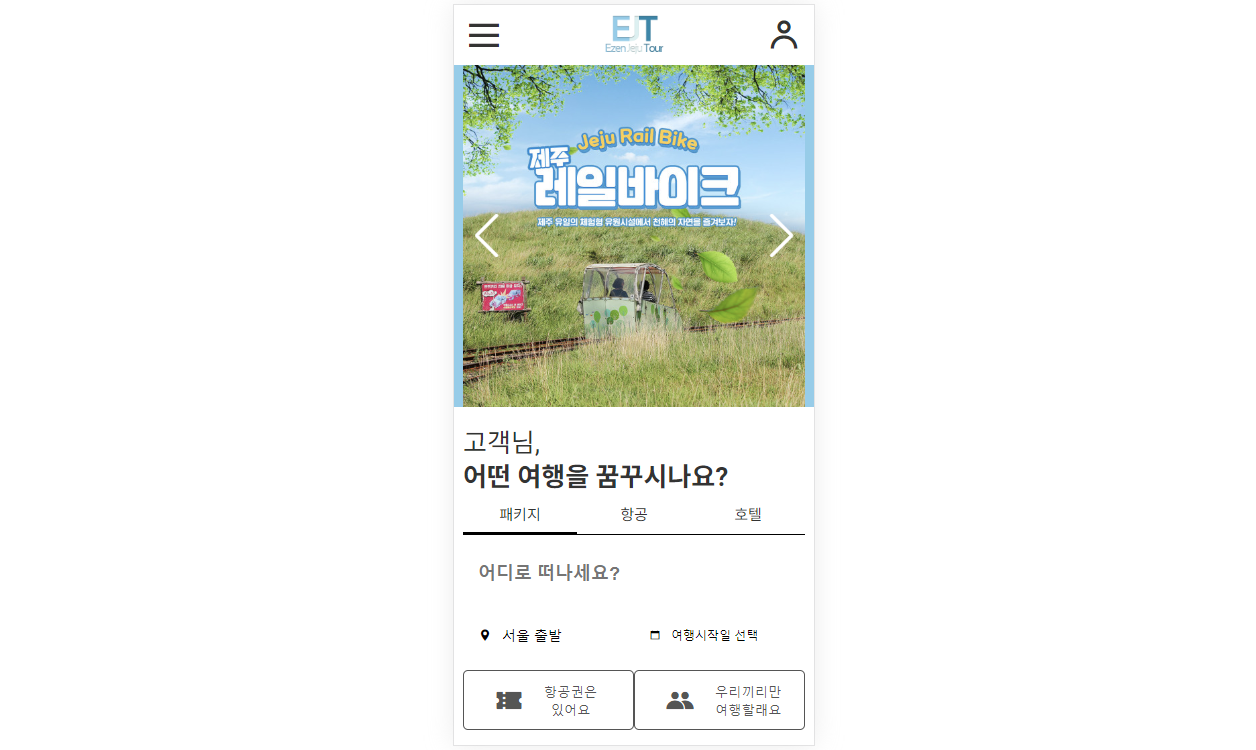 EJT
Ezen Jeju Tour
Jeju Rail Bike
제주
레일바이크
제주 유일의 체험형 유원시설에서 천혜의 자연을 즐겨보자!
고객님,
어떤 여행을 꿈꾸시나요?
패키지 항공 호텔
어디로 떠나세요?
서울 출발 여행시작일 선택
항공권은 우리끼리만
있어요 여행할래요